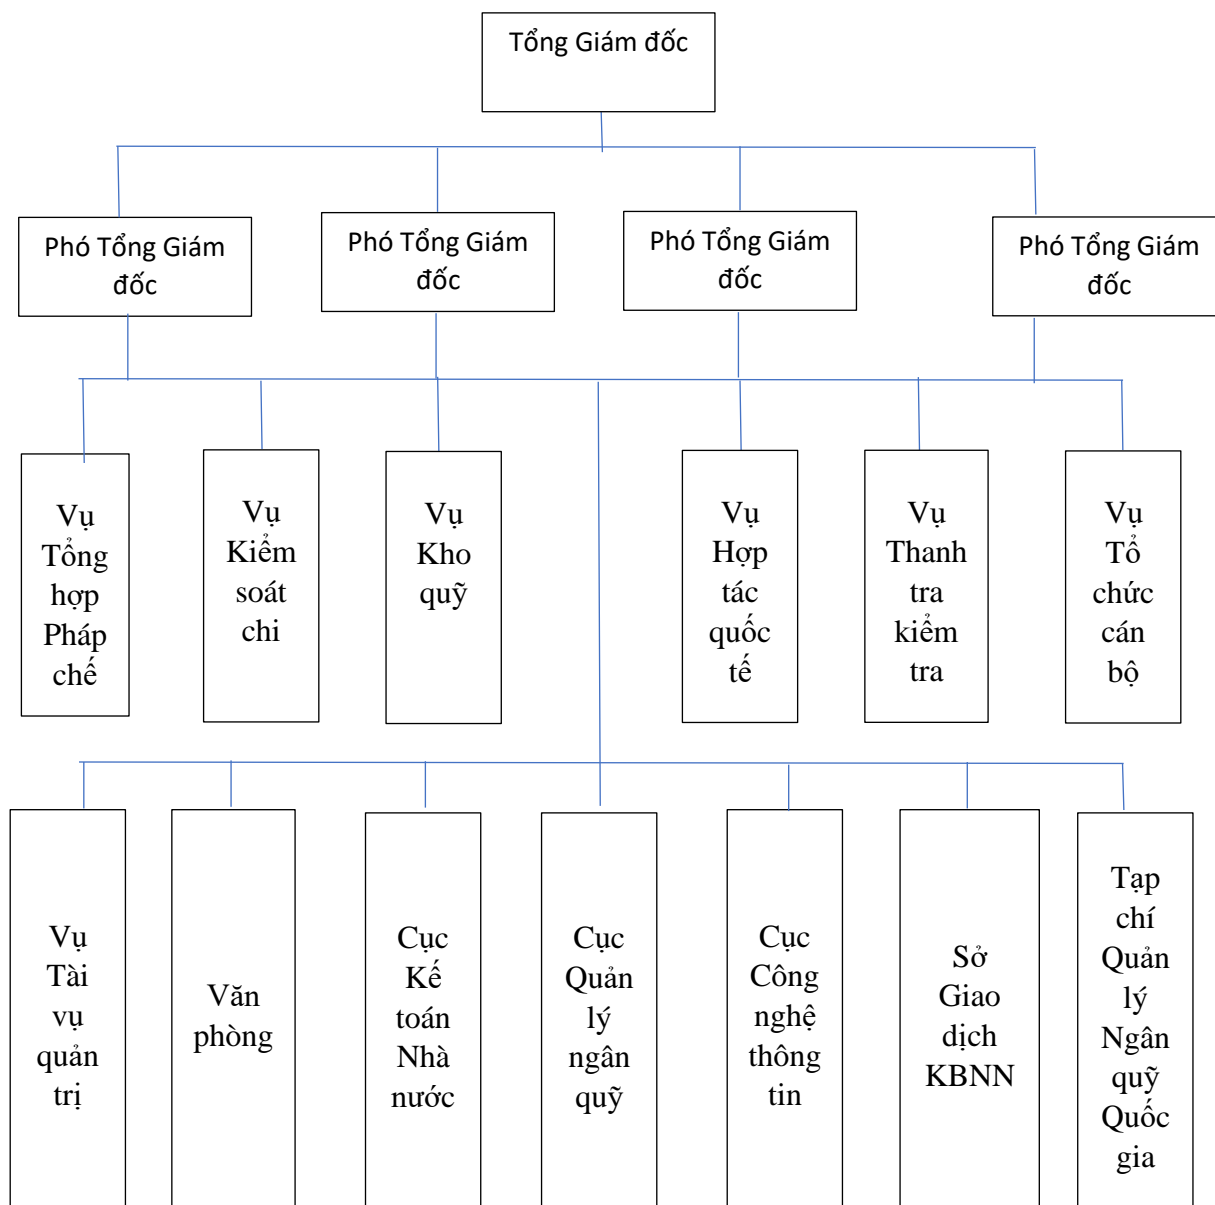 Tổng Giám đốc
Phó Tổng Giám
đốc
Phó Tổng Giám
đốc
Phó Tổng Giám
đốc
Phó Tổng Giám
đốc
Vụ
Tổng
hợp
Pháp
chế
Vụ
Kiểm
soát
chi
Vụ
Kho
quỹ
Vụ
Hợp
tác
quốc
tế
Vụ
Thanh
tra
kiểm
tra
Vụ
Tổ
chức
cán
bộ
Vụ
Tài
vụ
quản
trị
Văn
phòng
Cục
Kế
toán
Nhà
nước
Cục
Quản
lý
ngân
quỹ
Cục
Công
nghệ
thông
tin
Sở
Giao
dịch
KBNN
Tạp
chí
Quản
lý
Ngân
quỹ
Quốc
gia